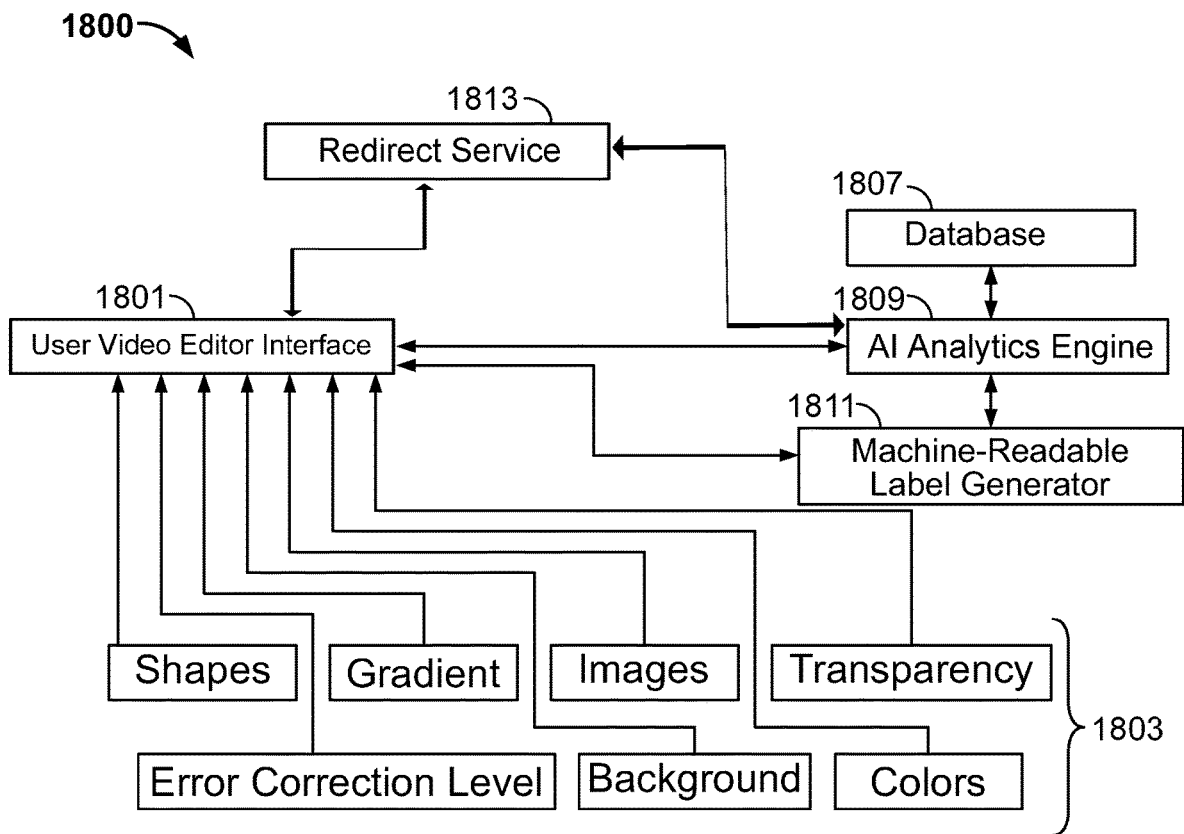 1800
1813
Redirect Service
1807
Database
1801
User Video Editor Interface
1809
AI Analytics Engine
1811
Machine-Readable
Label Generator
Shapes
Gradient
Images
Transparency
1803
Error Correction Level
Background
Colors